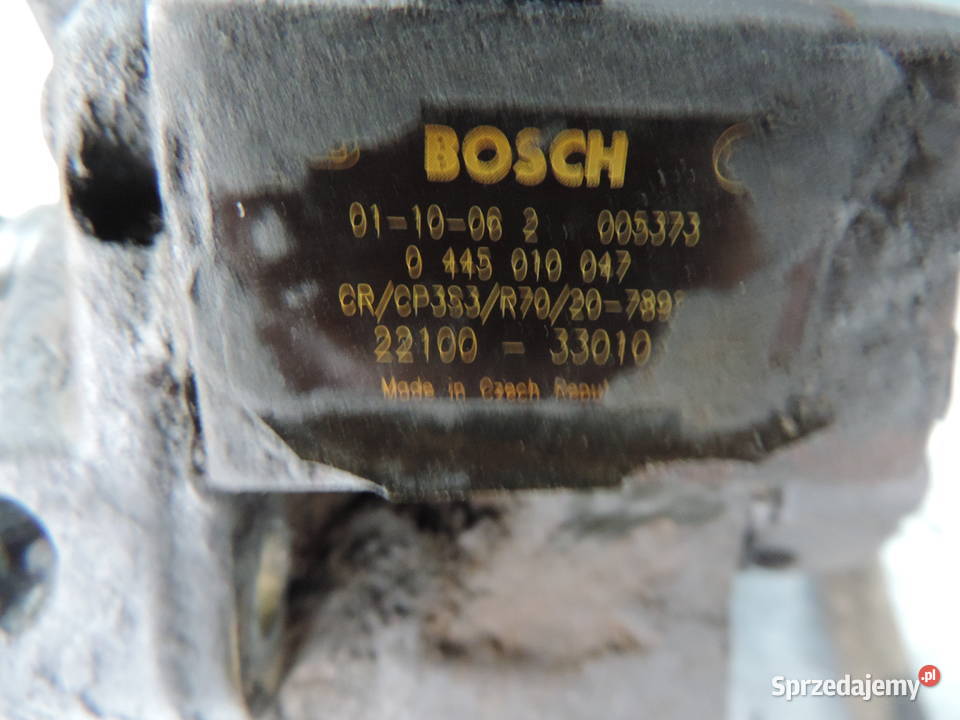 BOSCH
01-10-06 2 005373
0 445 010 047
CR/CP3S3/R70/20-789
22100 - 33010
Made in Czech Repu
Sprzedajemy.pl